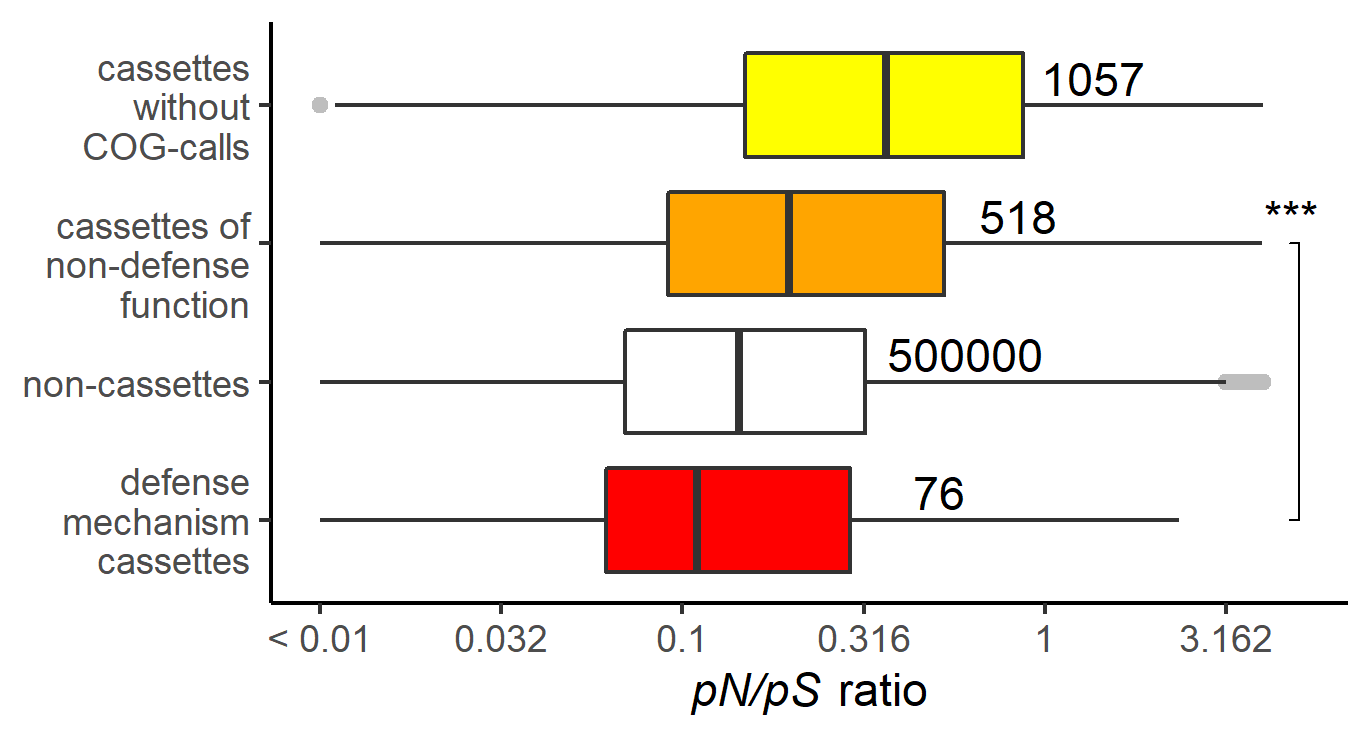 cassettes
without
COG-calls
1057
cassettes of
non-defense
function
518
***
non-cassettes
500000
defense
mechanism
cassettes
76
< 0.01
0.032
0.1
0.316
1
3.162
pN/pS ratio